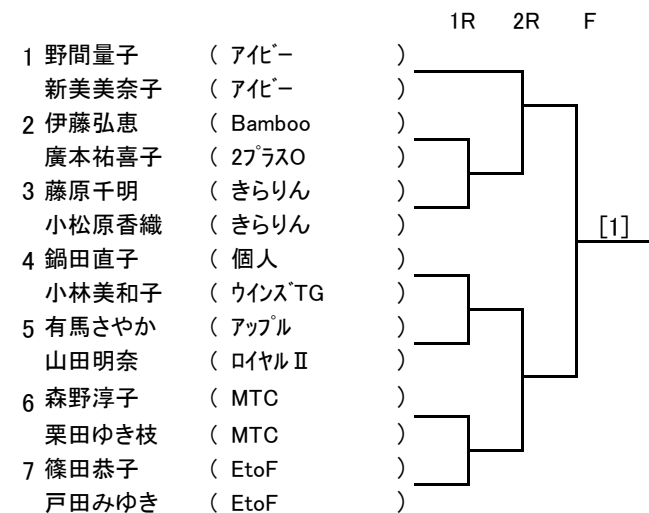 1R 2R F
1 野間量子 ( ｱｲﾋﾞｰ )
新美美奈子 ( ｱｲﾋﾞｰ )
2 伊藤弘恵 ( Bamboo )
廣本祐喜子 ( 2ﾌﾟﾗｽO )
3 藤原千明 ( きらりん )
小松原香織 ( きらりん )
[1]
4 鍋田直子 ( 個人 )
小林美和子 ( ｳインｽﾞTG )
5 有馬さやか ( ｱｯﾌﾟﾙ )
山田明奈 ( ﾛｲﾔﾙⅡ )
6 森野淳子 ( MTC )
栗田ゆき枝 ( MTC )
7 篠田恭子 ( EtoF )
戸田みゆき ( EtoF )